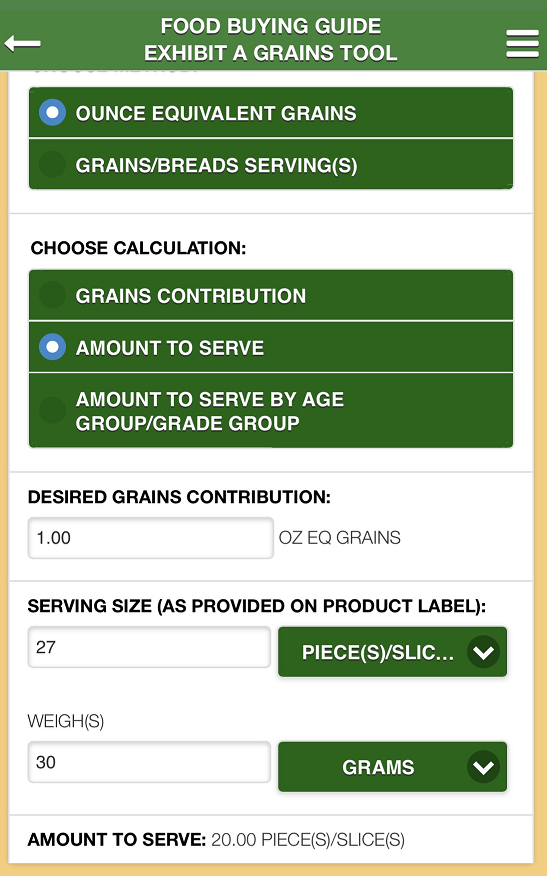 FOOD BUYING GUIDE
EXHIBIT A GRAINS TOOL
OUNCE EQUIVALENT GRAINS
GRAINS/BREADS SERVING(S)
CHOOSE CALCULATION:
GRAINS CONTRIBUTION
AMOUNT TO SERVE
AMOUNT TO SERVE BY AGE
GROUP/GRADE GROUP
DESIRED GRAINS CONTRIBUTION:
1.00 OZ EQ GRAINS
SERVING SIZE (AS PROVIDED ON PRODUCT LABEL):
27 PIECE(S)/SLIC...
WEIGH(S)
30 GRAMS
AMOUNT TO SERVE: 20.00 PIECE(S)/SLICE(S)